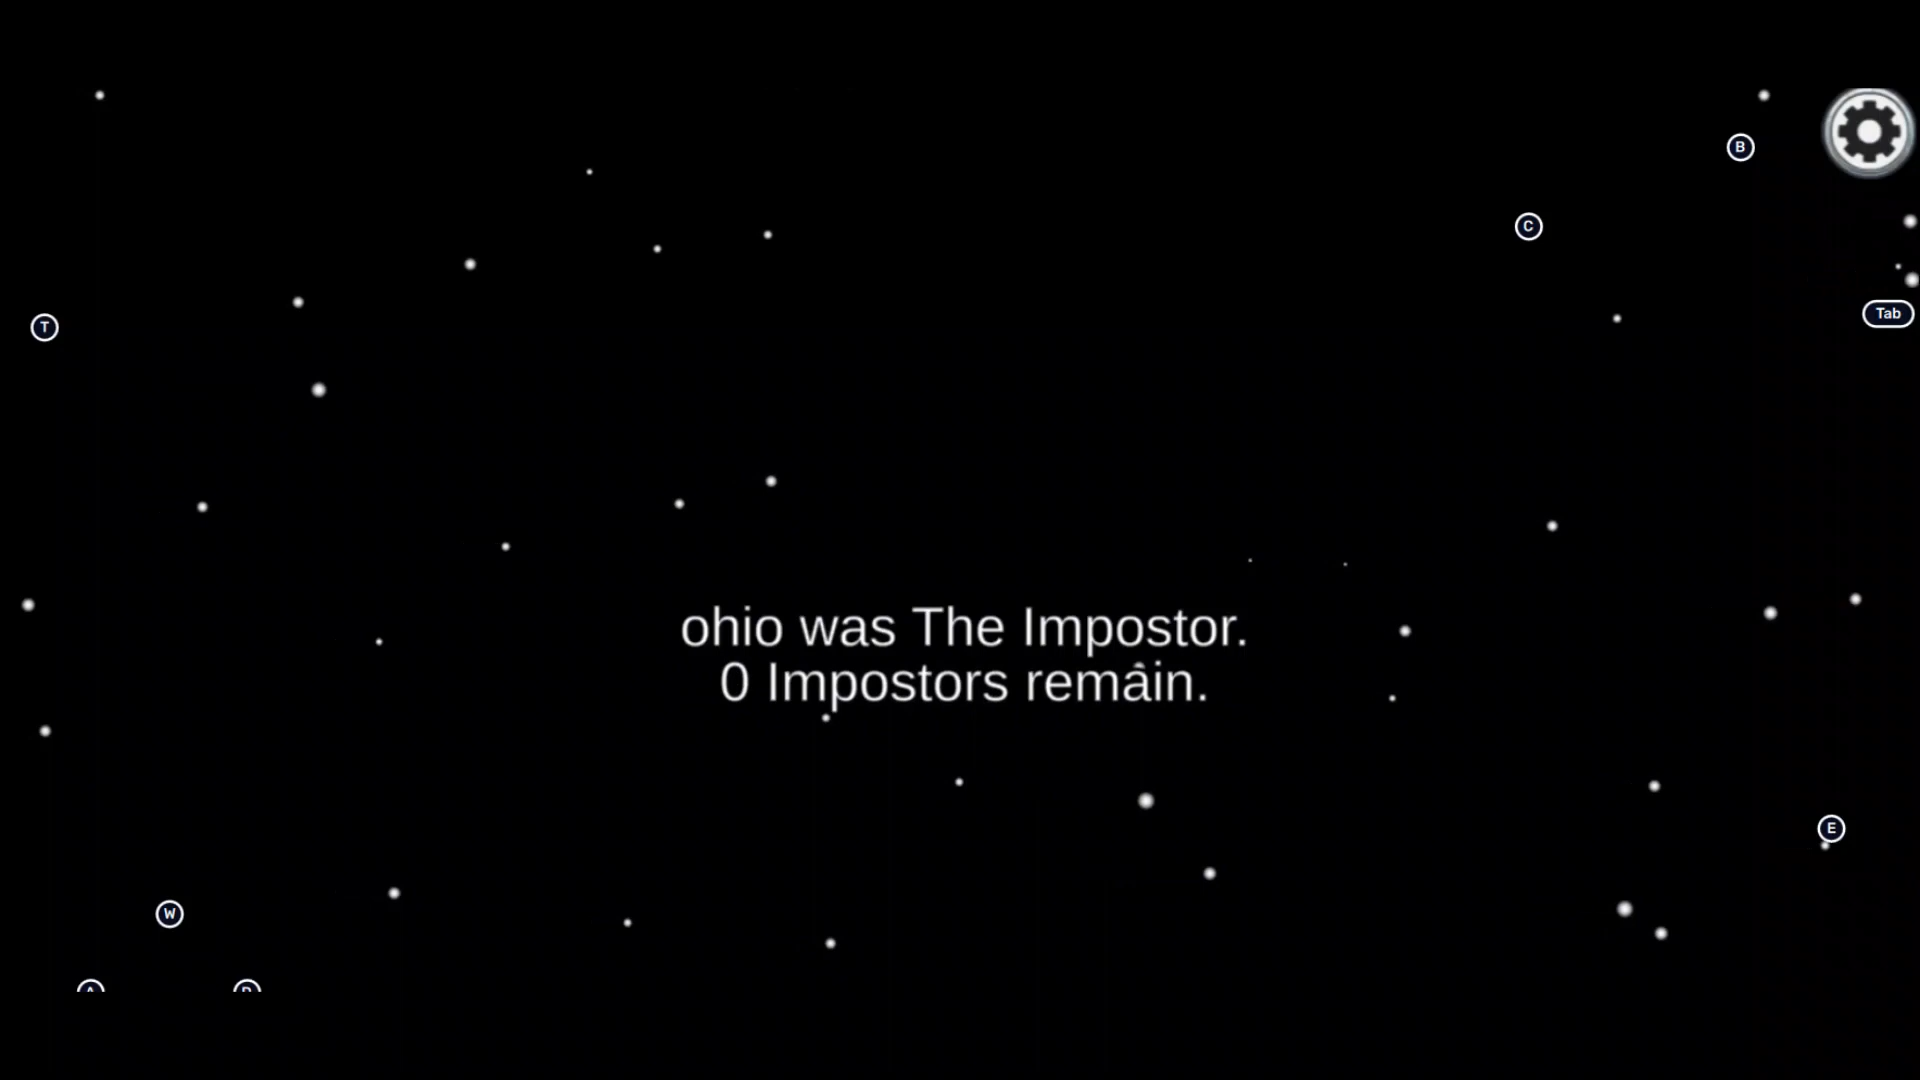 B
C
T
Tab
ohio was The Impostor.
0 Impostors remain.
E
W